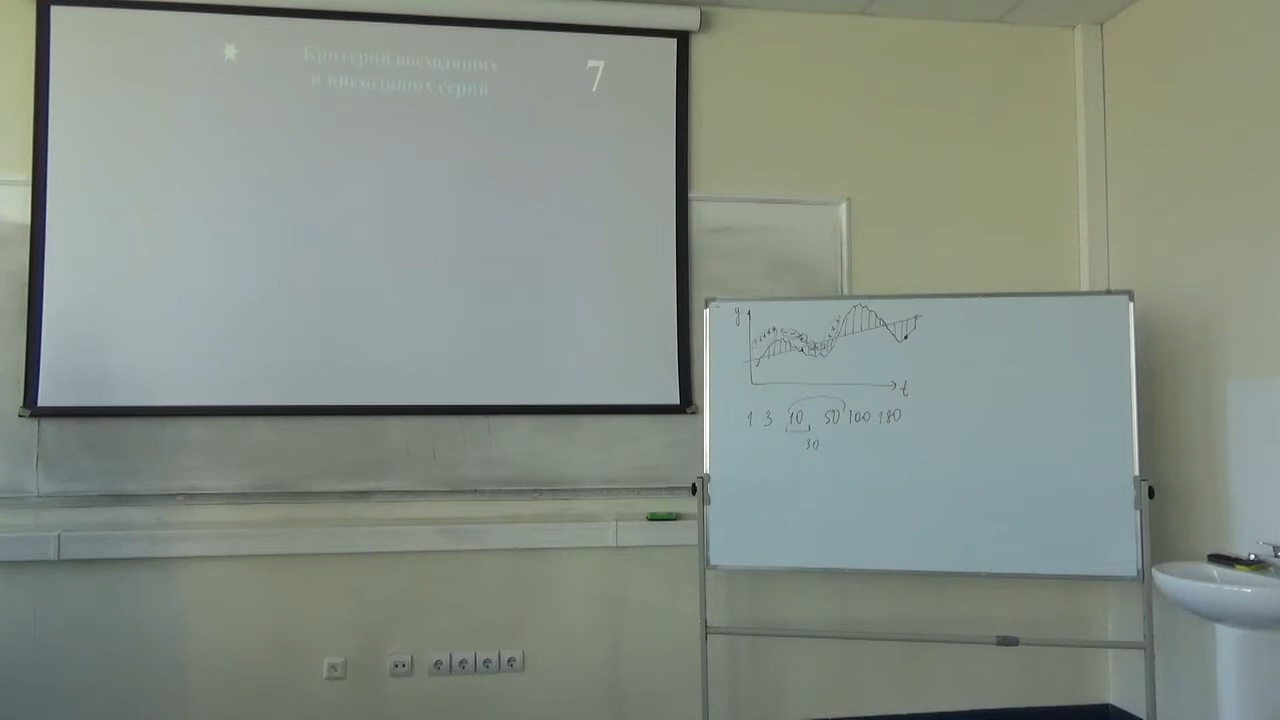 Критерий восходящих
и нисходящих серий
7
y
t
1 3 10 50 100 180
30